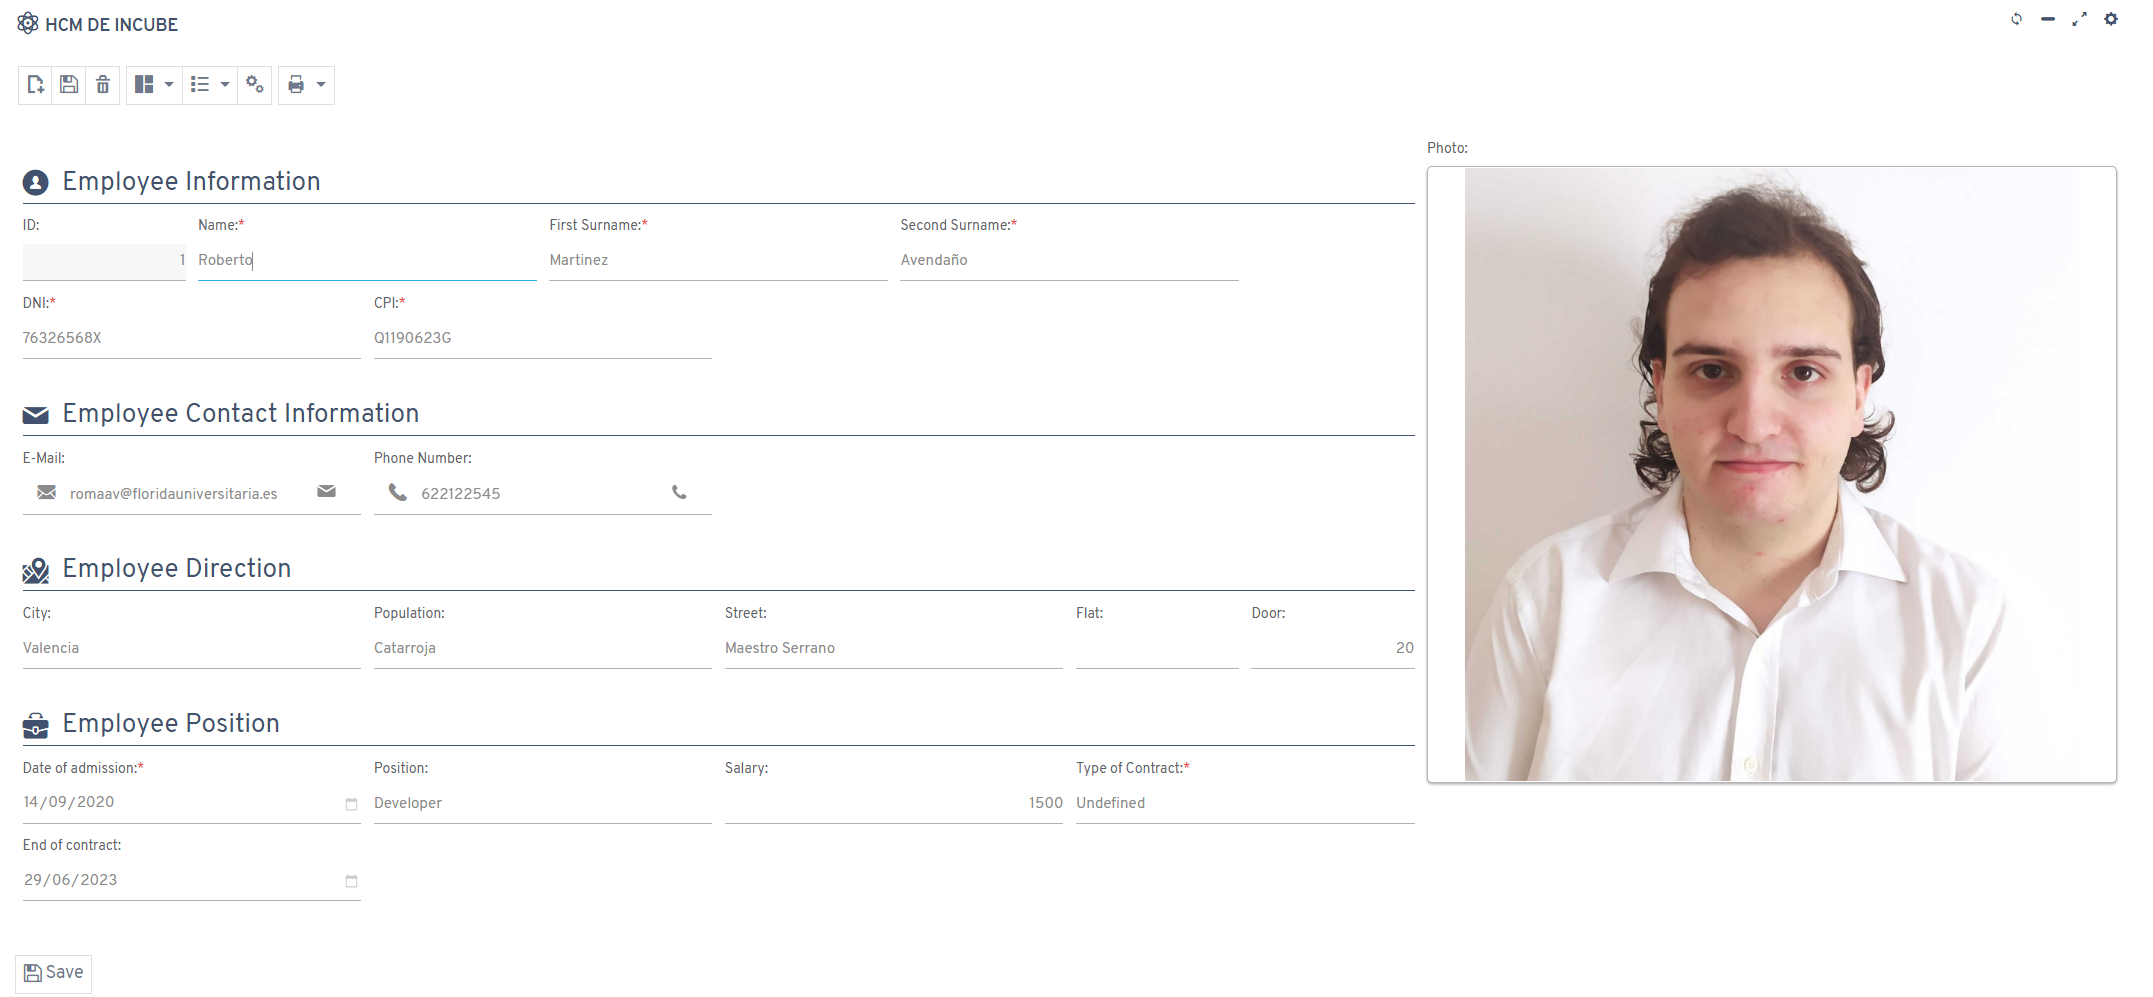 HCM DE INCUBE
Photo:
Employee Information
ID: Name:* First Surname:* Second Surname:*
1 Roberto Martinez Avendaño
DNI:* CPI:*
76326568X Q1190623G
Employee Contact Information
E-Mail: Phone Number:
romaav@floridauniversitaria.es 622122545
Employee Direction
City: Population: Street: Flat: Door:
Valencia Catarroja Maestro Serrano 20
Employee Position
Date of admission:* Position: Salary: Type of Contract:*
14/09/2020 Developer 1500 Undefined
End of contract:
29/06/2023
Save